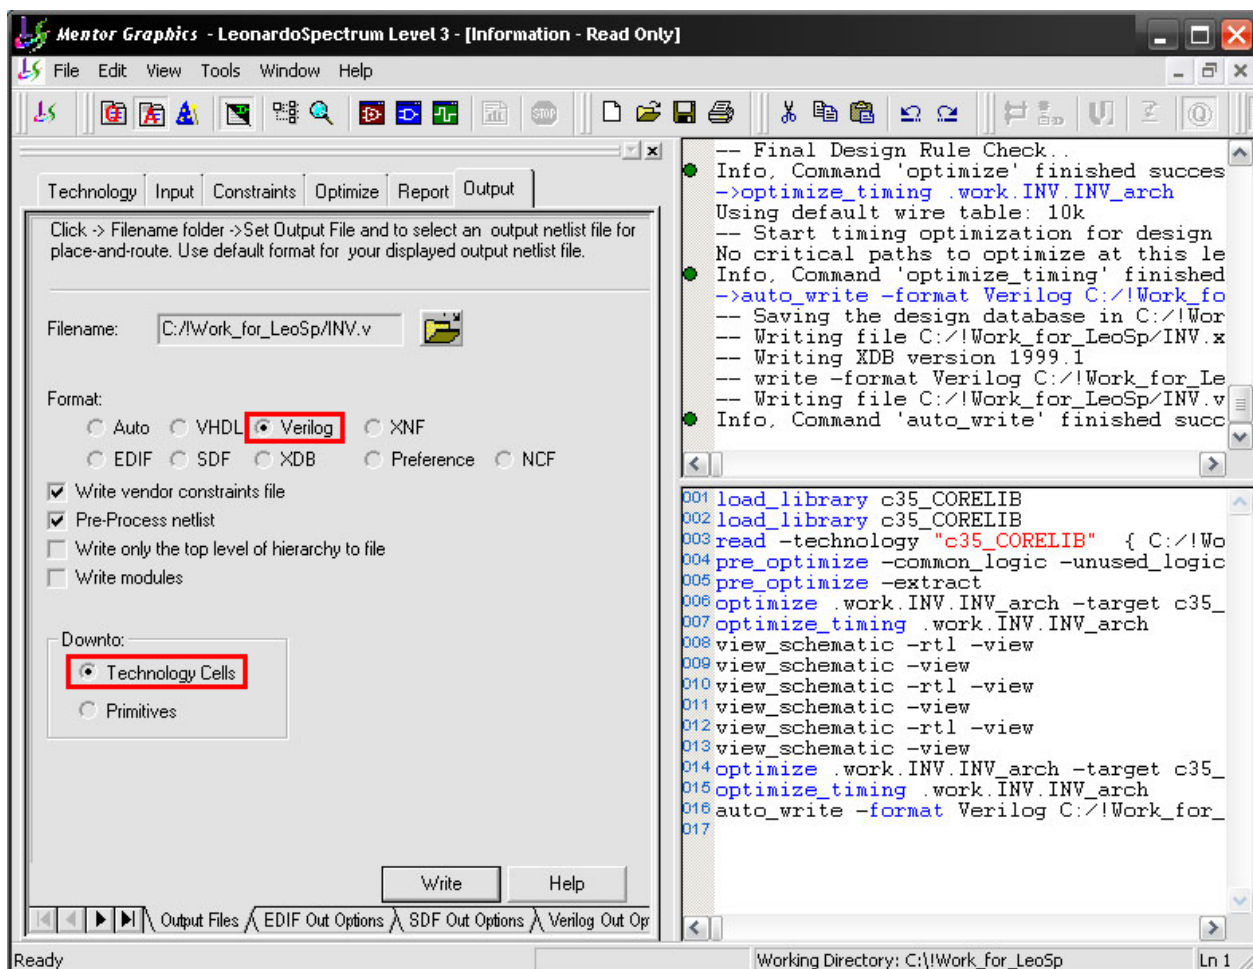 Mentor Graphics - LeonardoSpectrum Level 3 - [Information - Read Only]
File Edit View Tools Window Help
Technology Input Constraints Optimize Report Output
Click -> Filename folder ->Set Output File and to select an output netlist file for
place-and-route. Use default format for your displayed output netlist file.
Filename: C:/!Work_for_LeoSp/INV.v
Format:
Auto VHDL Verilog XNF
EDIF SDF XDB Preference NCF
Write vendor constraints file
Pre-Process netlist
Write only the top level of hierarchy to file
Write modules
Downto:
Technology Cells
Primitives
Write Help
Output Files EDIF Out Options SDF Out Options Verilog Out Op
-- Final Design Rule Check..
Info, Command 'optimize' finished succes
->optimize_timing .work.INV.INV_arch
Using default wire table: 10k
-- Start timing optimization for design
No critical paths to optimize at this le
Info, Command 'optimize_timing' finished
->auto_write -format Verilog C:/!Work_fo
-- Saving the design database in C:/!Wor
-- Writing file C:/!Work_for_LeoSp/INV.x
-- Writing XDB version 1999.1
-- write -format Verilog C:/!Work_for_Le
-- Writing file C:/!Work_for_LeoSp/INV.v
Info, Command 'auto_write' finished succ
001 load_library c35_CORELIB
002 load_library c35_CORELIB
003 read -technology "c35_CORELIB" { C:/!Wo
004 pre_optimize -common_logic -unused_logic
005 pre_optimize -extract
006 optimize .work.INV.INV_arch -target c35_
007 optimize_timing .work.INV.INV_arch
008 view_schematic -rtl -view
009 view_schematic -view
010 view_schematic -rtl -view
011 view_schematic -view
012 view_schematic -rtl -view
013 view_schematic -view
014 optimize .work.INV.INV_arch -target c35_
015 optimize_timing .work.INV.INV_arch
016 auto_write -format Verilog C:/!Work_for_
017
Ready Working Directory: C:\!Work_for_LeoSp Ln 1